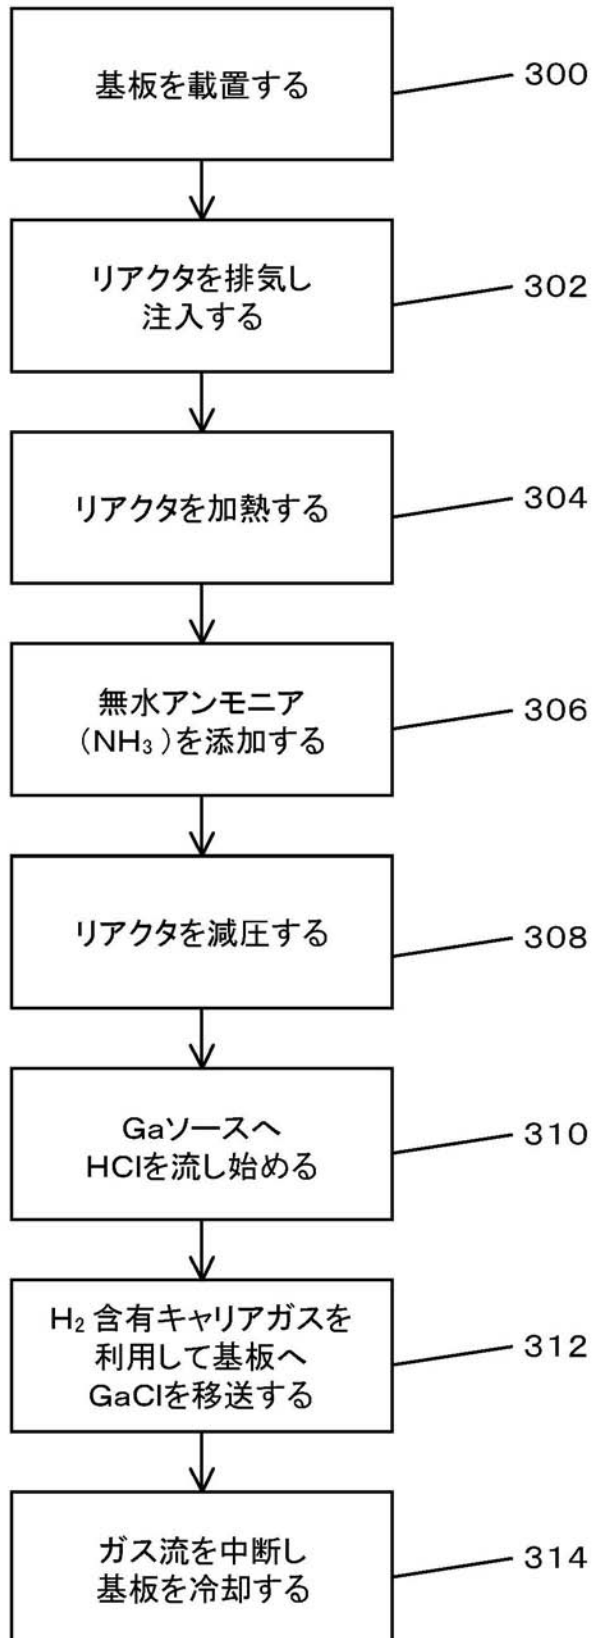 基板を載置する
300
リアクタを排気し
注入する
302
リアクタを加熱する
304
無水アンモニア
(NH₃)を添加する
306
リアクタを減圧する
308
Gaソースへ
HClを流し始める
310
H₂ 含有キャリアガスを
利用して基板へ
GaClを移送する
312
ガス流を中断し
基板を冷却する
314